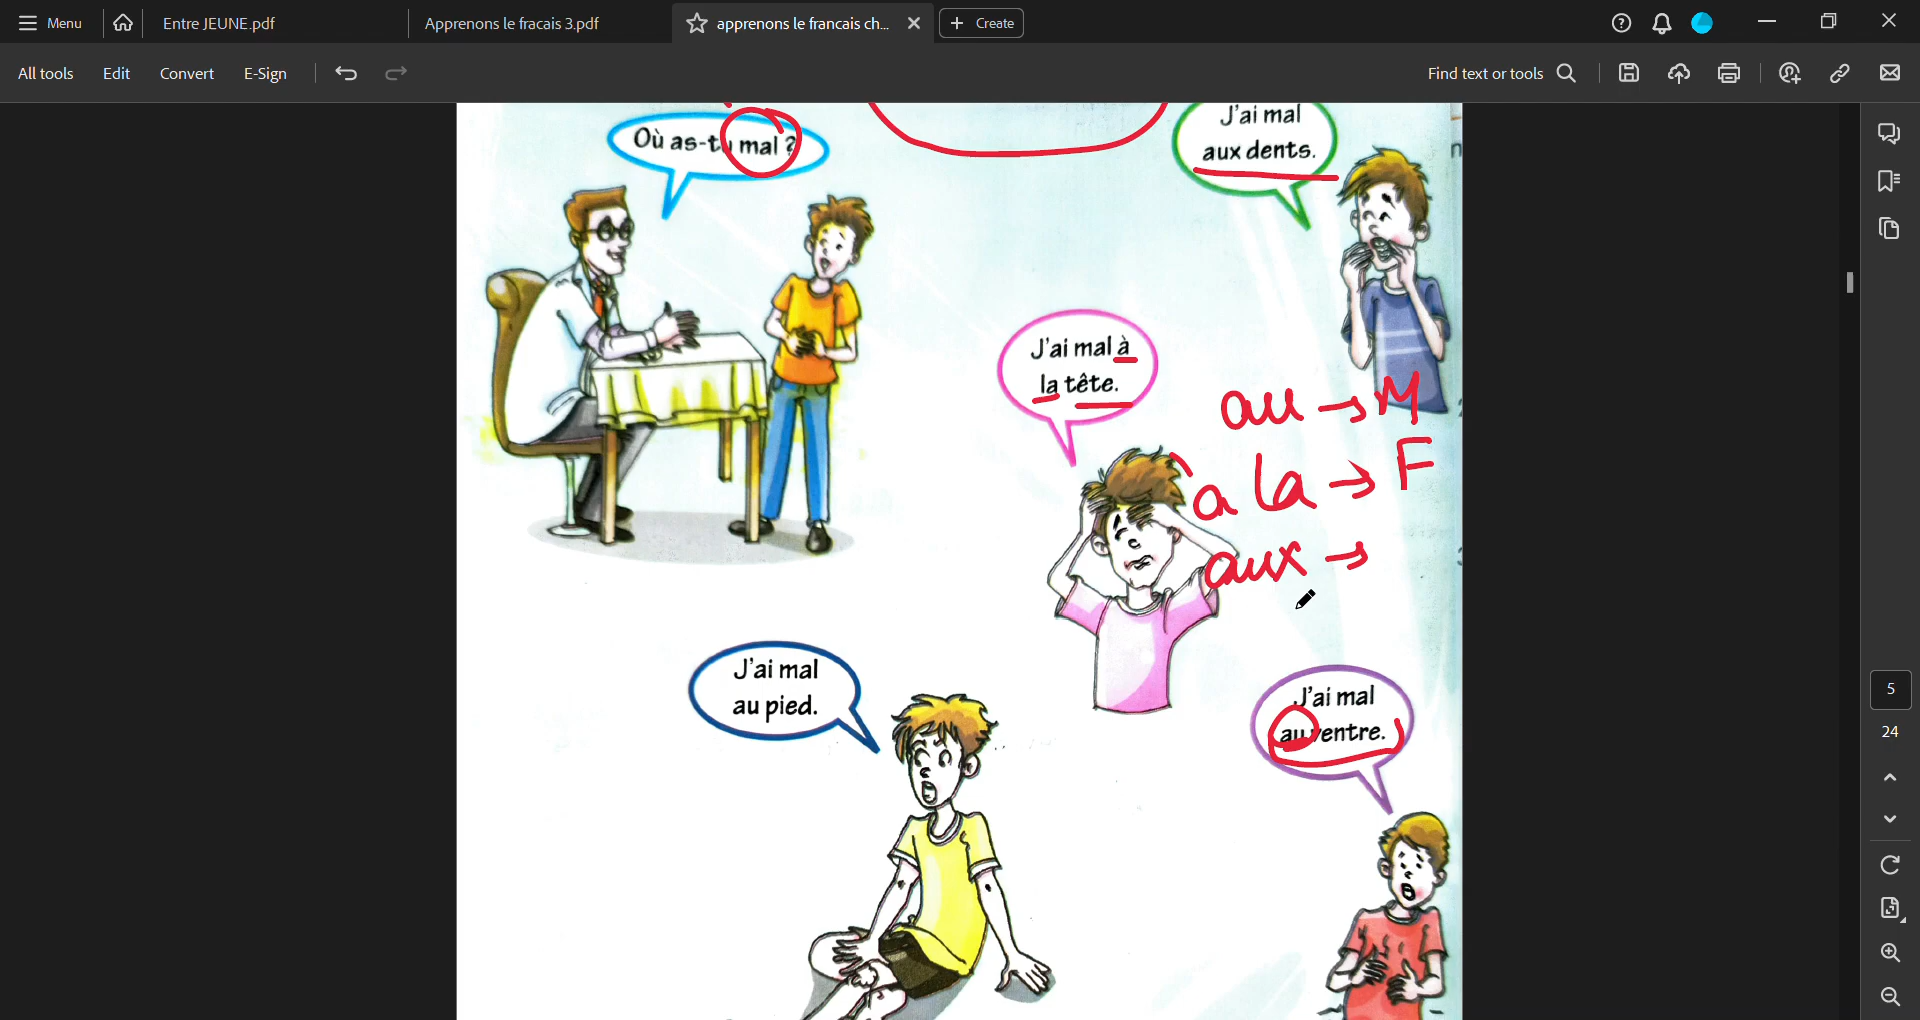 Menu
Entre JEUNE.pdf
Apprenons le fracais 3.pdf
apprenons le francais ch...
Create
All tools
Edit
Convert
E-Sign
Find text or tools
Où as-tu mal ?
J'ai mal
aux dents.
J'ai mal à
la tête.
au → M
à la → F
aux →
J'ai mal
au pied.
J'ai mal
au ventre.
5
24